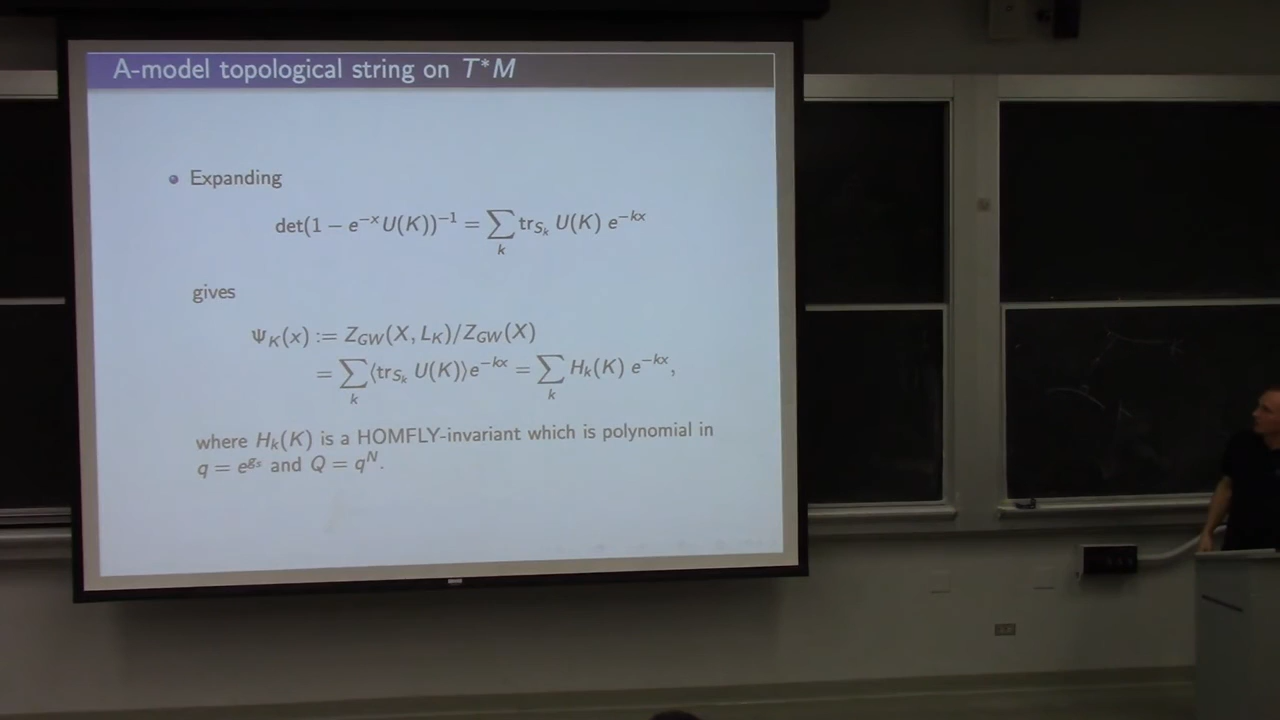 A-model topological string on T*M
• Expanding
det(1 − e^{−x}U(K))^{−1} = ∑_k tr_{S_k} U(K) e^{−kx}
gives
Ψ_K(x) := Z_{GW}(X, L_K)/Z_{GW}(X)
= ∑_k ⟨tr_{S_k} U(K)⟩e^{−kx} = ∑_k H_k(K) e^{−kx},
where H_k(K) is a HOMFLY-invariant which is polynomial in
q = e^{g_s} and Q = q^N.